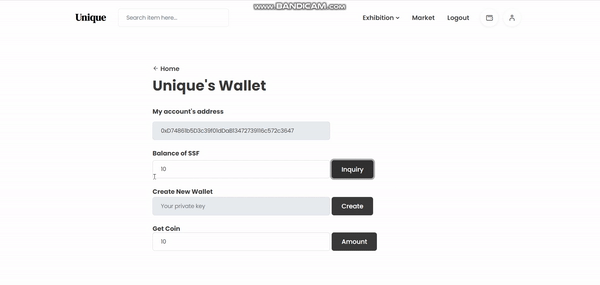 www.BANDICAM.com
Unique
Search item here...
Exhibition
Market
Logout
← Home
Unique's Wallet
My account's address
0xD74861b5D3c39f01dDaB13472739116c572c3647
Balance of SSF
10
Inquiry
Create New Wallet
Your private key
Create
Get Coin
10
Amount